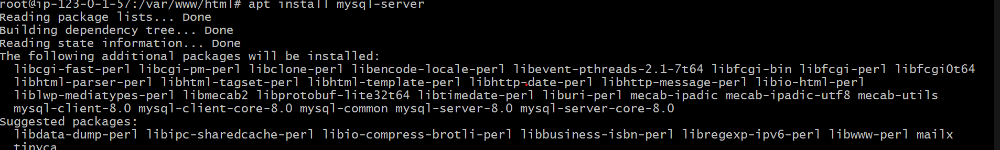 root@ip-123-0-1-57:/var/www/html# apt install mysql-server
Reading package lists... Done
Building dependency tree... Done
Reading state information... Done
The following additional packages will be installed:
  libcgi-fast-perl libcgi-pm-perl libclone-perl libencode-locale-perl libevent-pthreads-2.1-7t64 libfcgi-bin libfcgi-perl libfcgi0t64
  libhtml-parser-perl libhtml-tagset-perl libhtml-template-perl libhttp-date-perl libhttp-message-perl libio-html-perl
  liblwp-mediatypes-perl libmecab2 libprotobuf-lite32t64 libtimedate-perl liburi-perl mecab-ipadic mecab-ipadic-utf8 mecab-utils
  mysql-client-8.0 mysql-client-core-8.0 mysql-common mysql-server-8.0 mysql-server-core-8.0
Suggested packages:
  libdata-dump-perl libipc-sharedcache-perl libio-compress-brotli-perl libbusiness-isbn-perl libregexp-ipv6-perl libwww-perl mailx
  tinyca